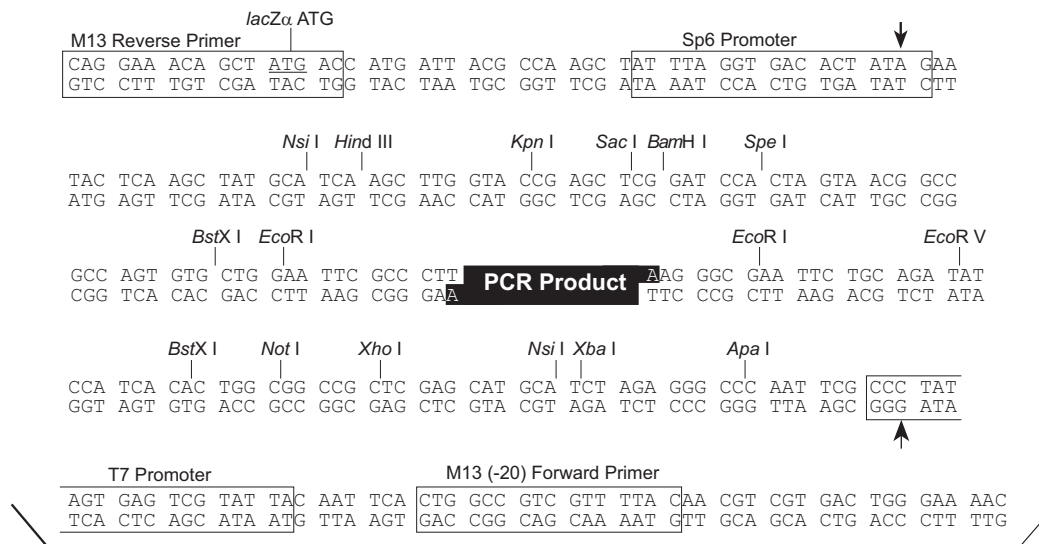 lacZα ATG
M13 Reverse Primer Sp6 Promoter
CAG GAA ACA GCT ATG ACC ATG ATT ACG CCA AGC TAT TTA GGT GAC ACT ATA GAA
GTC CTT TGT CGA TAC TGG TAC TAA TGC GGT TCG ATA AAT CCA CTG TGA TAT CTT
Nsi I Hind III Kpn I Sac I BamH I Spe I
TAC TCA AGC TAT GCA TCA AGC TTG GTA CCG AGC TCG GAT CCA CTA GTA ACG GCC
ATG AGT TCG ATA CGT AGT TCG AAC CAT GGC TCG AGC CTA GGT GAT CAT TGC CGG
BstX I EcoR I EcoR I EcoR V
GCC AGT GTG CTG GAA TTC GCC CTT PCR Product AAG GGC GAA TTC TGC AGA TAT
CGG TCA CAC GAC CTT AAG CGG GAA TTC CCG CTT AAG ACG TCT ATA
BstX I Not I Xho I Nsi I Xba I Apa I
CCA TCA CAC TGG CGG CCG CTC GAG CAT GCA TCT AGA GGG CCC AAT TCG CCC TAT
GGT AGT GTG ACC GCC GGC GAG CTC GTA CGT AGA TCT CCC GGG TTA AGC GGG ATA
T7 Promoter M13 (-20) Forward Primer
AGT GAG TCG TAT TAC AAT TCA CTG GCC GTC GTT TTA CAA CGT CGT GAC TGG GAA AAC
TCA CTC AGC ATA ATG TTA AGT GAC CGG CAG CAA AAT GTT GCA GCA CTG ACC CTT TTG